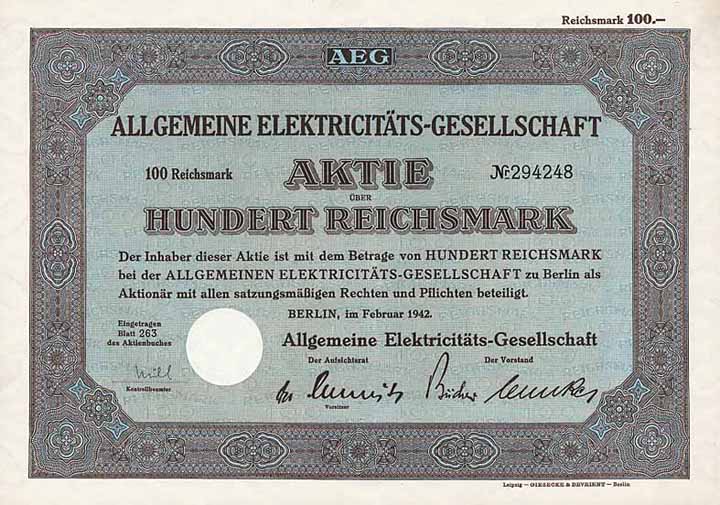 Reichsmark 100.—
AEG
ALLGEMEINE ELEKTRICITÄTS-GESELLSCHAFT
100 Reichsmark AKTIE Nr. 294248
ÜBER
HUNDERT REICHSMARK
Der Inhaber dieser Aktie ist mit dem Betrage von HUNDERT REICHSMARK
bei der ALLGEMEINEN ELEKTRICITÄTS-GESELLSCHAFT zu Berlin als
Aktionär mit allen satzungsmäßigen Rechten und Pflichten beteiligt.
BERLIN, im Februar 1942.
Eingetragen
Blatt 263
des Aktienbuches
Allgemeine Elektricitäts-Gesellschaft
Der Aufsichtsrat Der Vorstand
Bücher
Kontrollbeamter
Vorsitzer
Leipzig — GIESECKE & DEVRIENT — Berlin